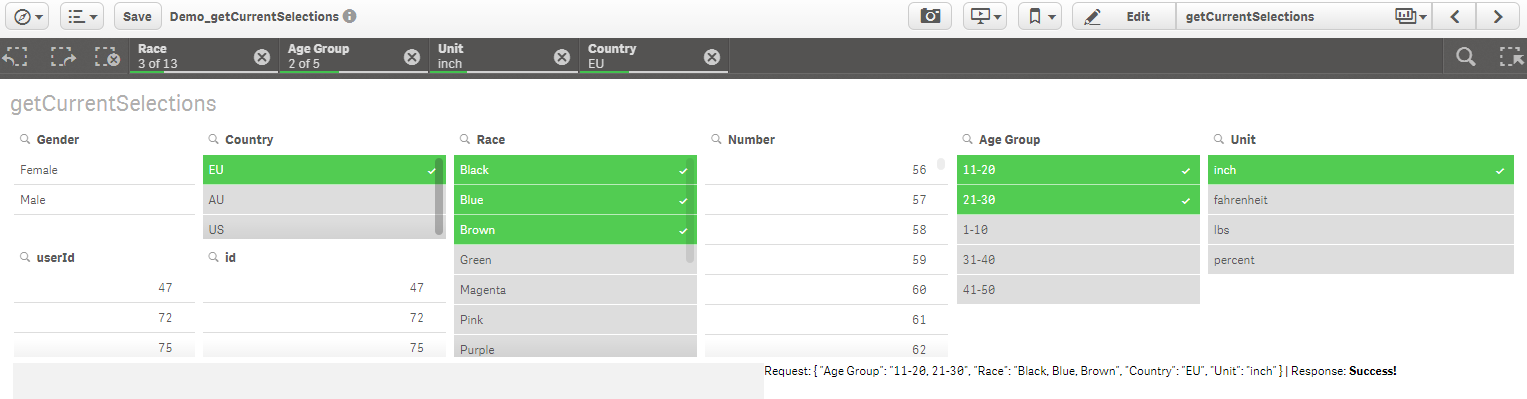 Save
Demo_getCurrentSelections
Edit
getCurrentSelections
Race
3 of 13
Age Group
2 of 5
Unit
inch
Country
EU
getCurrentSelections
Gender
Female
Male
Country
EU
AU
US
userId
47
72
75
id
47
72
75
Race
Black
Blue
Brown
Green
Magenta
Pink
Purple
Number
56
57
58
59
60
61
62
Age Group
11-20
21-30
1-10
31-40
41-50
Unit
inch
fahrenheit
lbs
percent
Request: { "Age Group": "11-20, 21-30", "Race": "Black, Blue, Brown", "Country": "EU", "Unit": "inch" } | Response: Success!